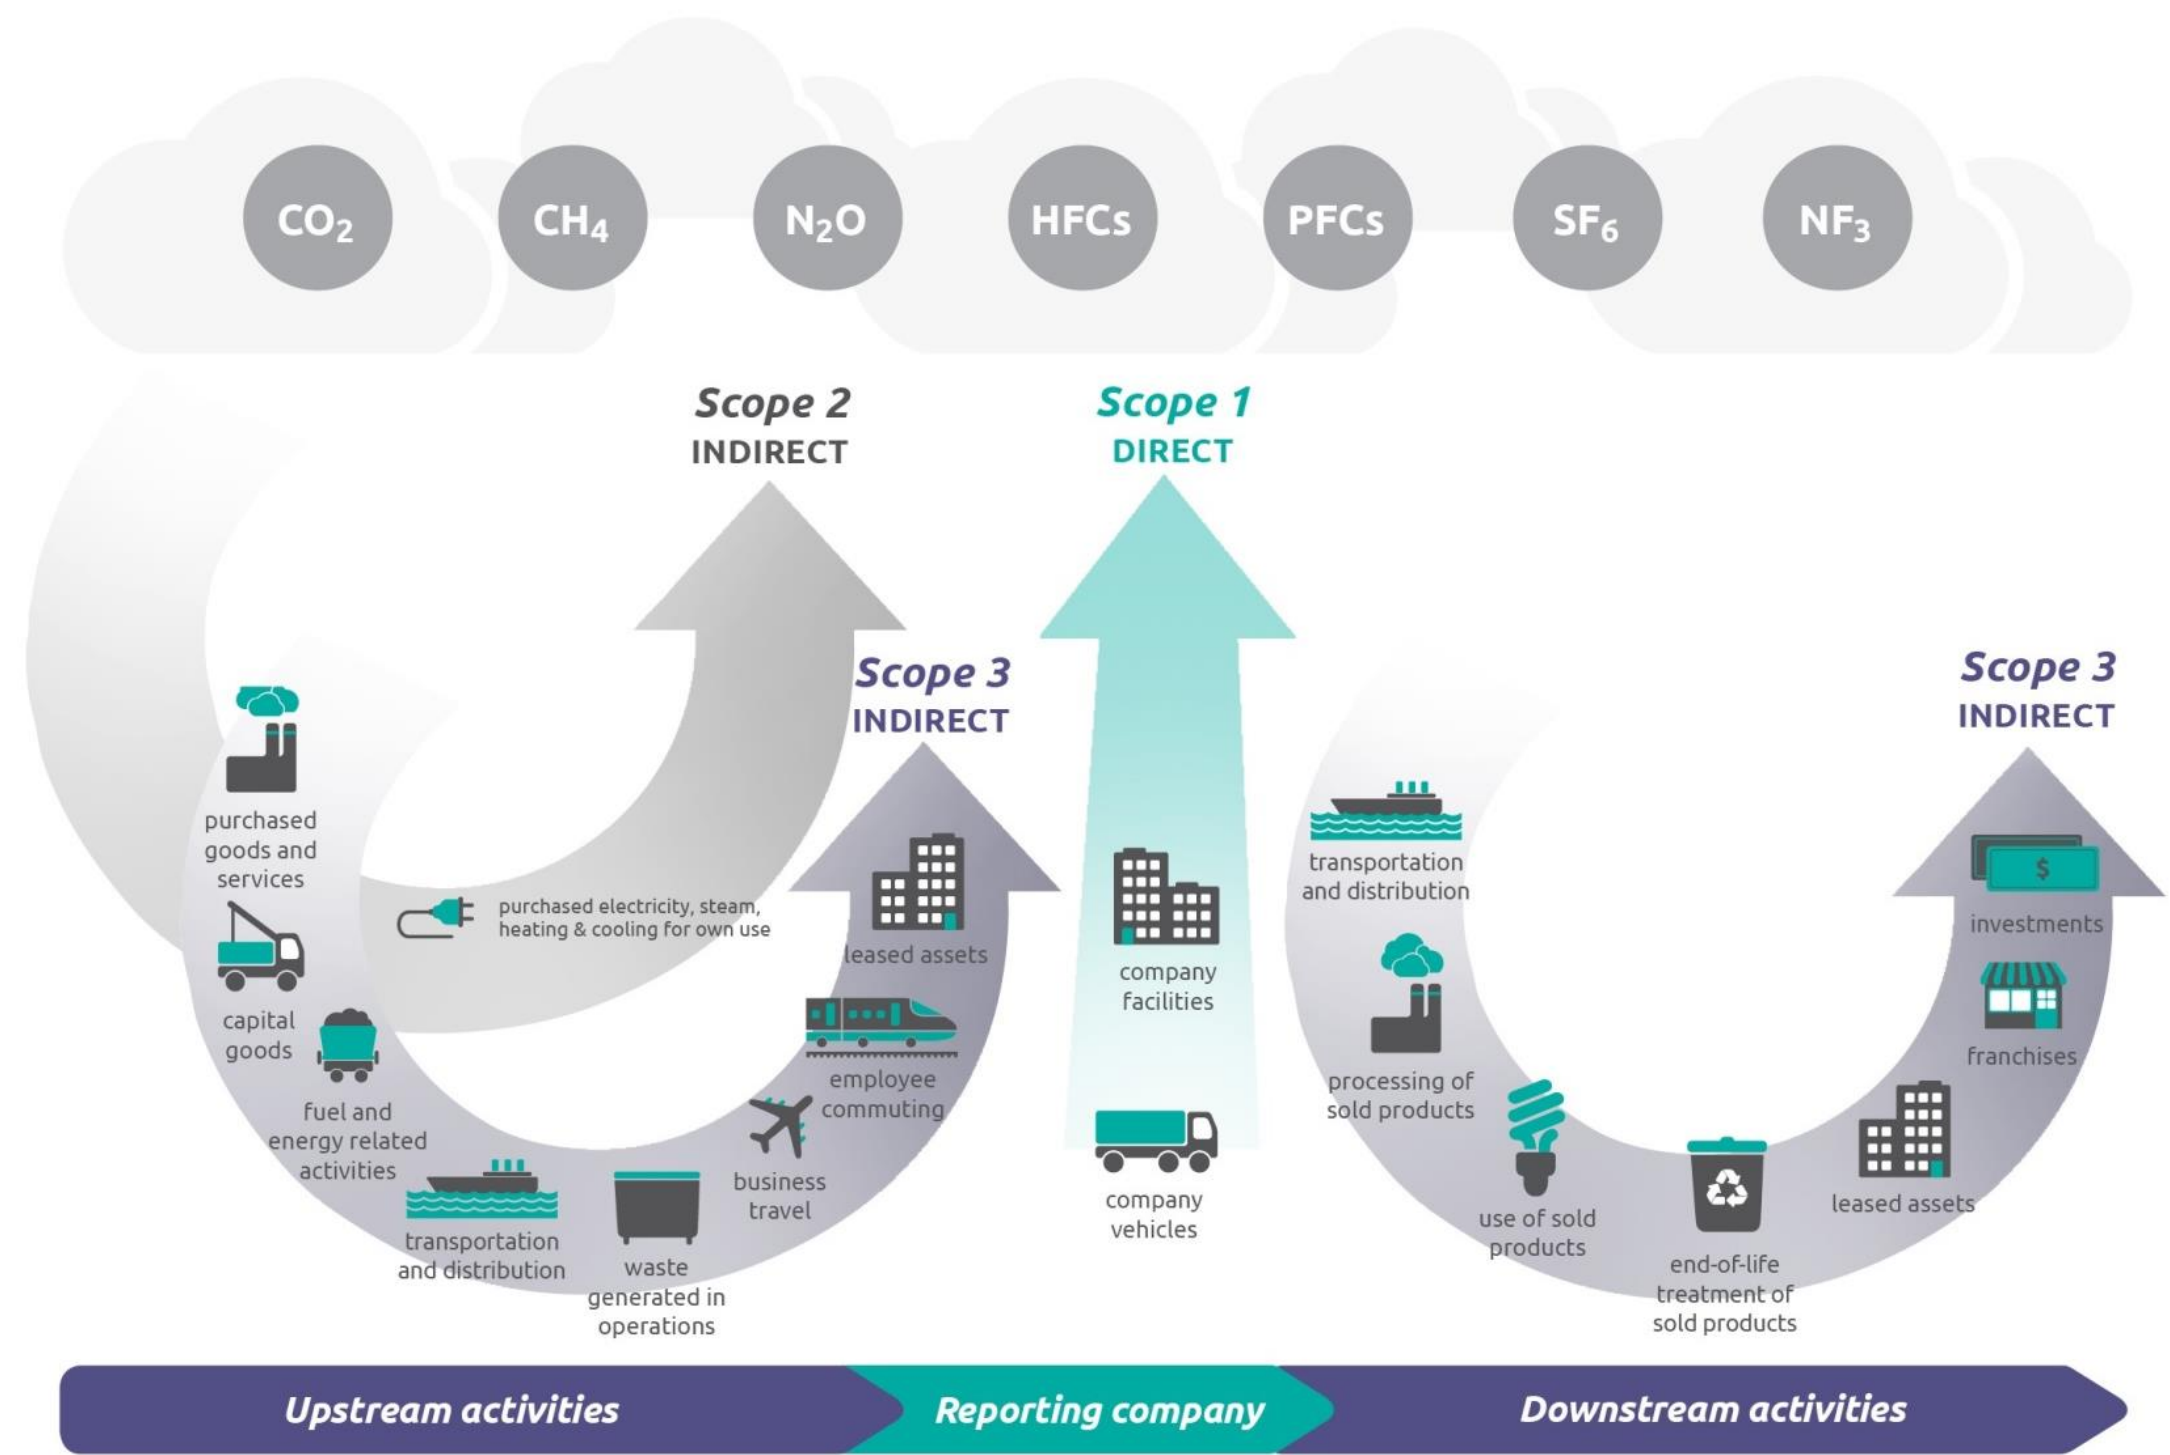 CO₂
CH₄
N₂O
HFCs
PFCs
SF₆
NF₃
Scope 2
INDIRECT
Scope 1
DIRECT
Scope 3
INDIRECT
Scope 3
INDIRECT
purchased
goods and
services
capital
goods
fuel and
energy related
activities
transportation
and distribution
waste
generated in
operations
business
travel
employee
commuting
leased assets
purchased electricity, steam,
heating & cooling for own use
company
facilities
company
vehicles
transportation
and distribution
processing of
sold products
use of sold
products
end-of-life
treatment of
sold products
leased assets
franchises
$
investments
Upstream activities
Reporting company
Downstream activities